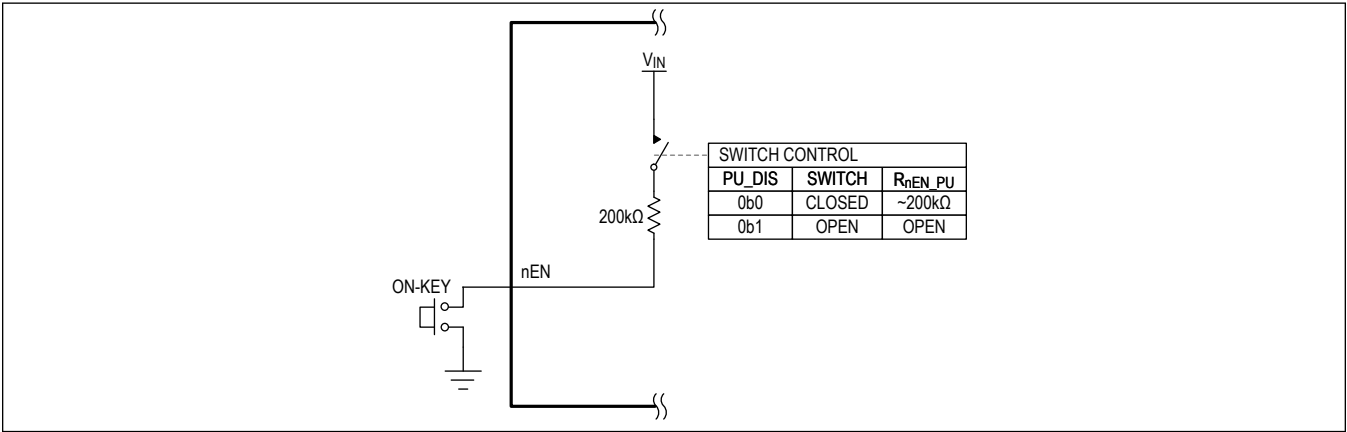 VIN
SWITCH CONTROL
PU_DIS SWITCH RnEN_PU
0b0 CLOSED ~200kΩ
0b1 OPEN OPEN
200kΩ
nEN
ON-KEY